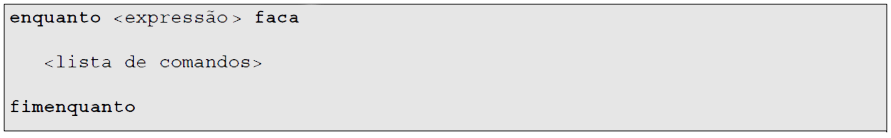 enquanto <expressão> faca
<lista de comandos>
fimenquanto